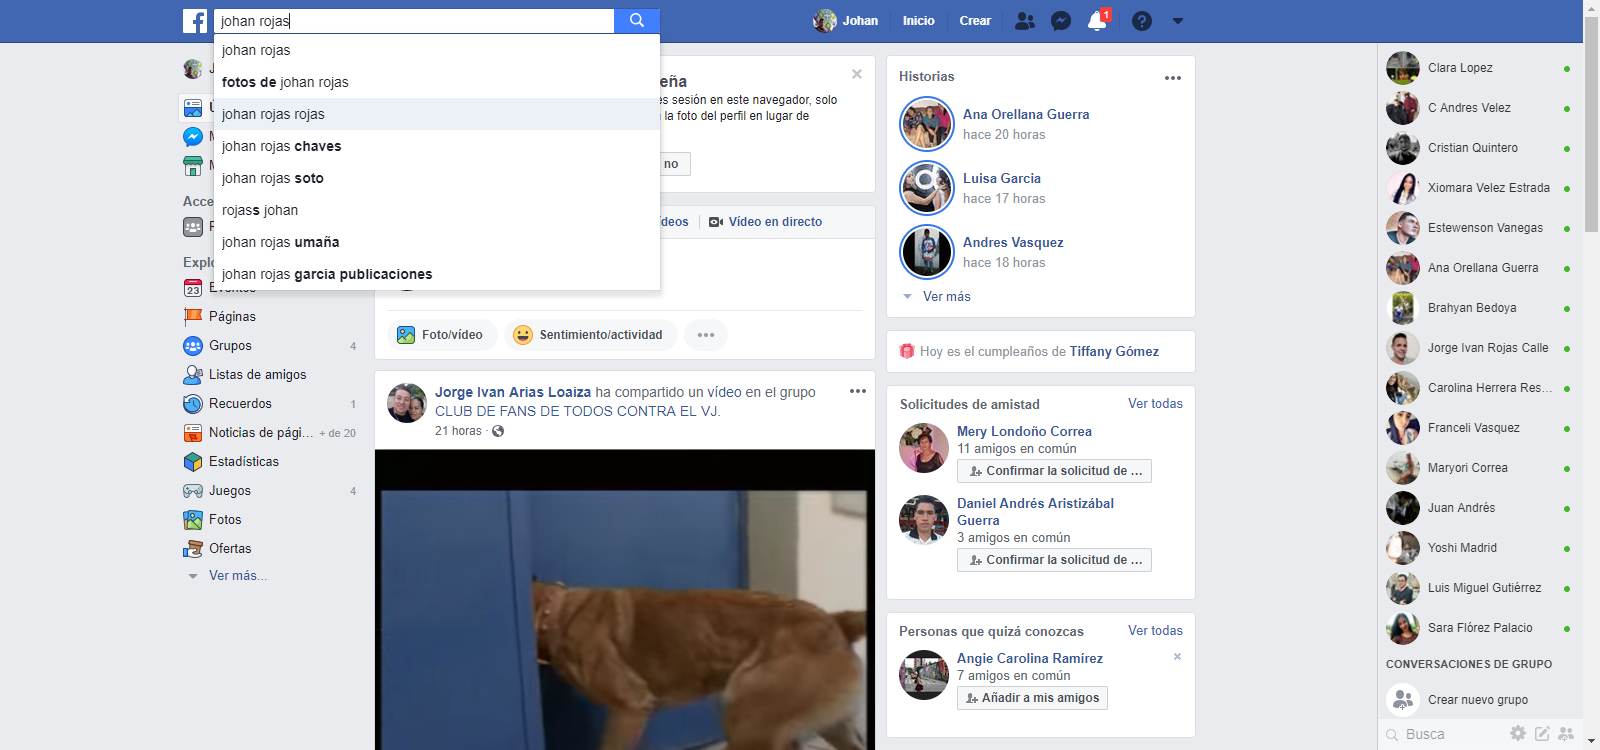 johan rojas
Johan
Inicio
Crear
1
johan rojas
fotos de johan rojas
johan rojas rojas
johan rojas chaves
johan rojas soto
rojass johan
johan rojas umaña
johan rojas garcia publicaciones
Acce
Explo
23
Eventos
Páginas
Grupos 4
Listas de amigos
Recuerdos 1
Noticias de pági... + de 20
Estadísticas
Juegos 4
Fotos
Ofertas
Ver más...
eña
es sesión en este navegador, solo
la foto del perfil en lugar de
no
ídeos
Vídeo en directo
Foto/vídeo
Sentimiento/actividad
Jorge Ivan Arias Loaiza ha compartido un vídeo en el grupo
CLUB DE FANS DE TODOS CONTRA EL VJ.
21 horas ·
Historias
Ana Orellana Guerra
hace 20 horas
Luisa Garcia
hace 17 horas
Andres Vasquez
hace 18 horas
Ver más
Hoy es el cumpleaños de Tiffany Gómez
Solicitudes de amistad Ver todas
Mery Londoño Correa
11 amigos en común
Confirmar la solicitud de ...
Daniel Andrés Aristizábal
Guerra
3 amigos en común
Confirmar la solicitud de ...
Personas que quizá conozcas Ver todas
Angie Carolina Ramírez
7 amigos en común
Añadir a mis amigos
Clara Lopez
C Andres Velez
Cristian Quintero
Xiomara Velez Estrada
Estewenson Vanegas
Ana Orellana Guerra
Brahyan Bedoya
Jorge Ivan Rojas Calle
Carolina Herrera Res...
Franceli Vasquez
Maryori Correa
Juan Andrés
Yoshi Madrid
Luis Miguel Gutiérrez
Sara Flórez Palacio
CONVERSACIONES DE GRUPO
Crear nuevo grupo
Busca